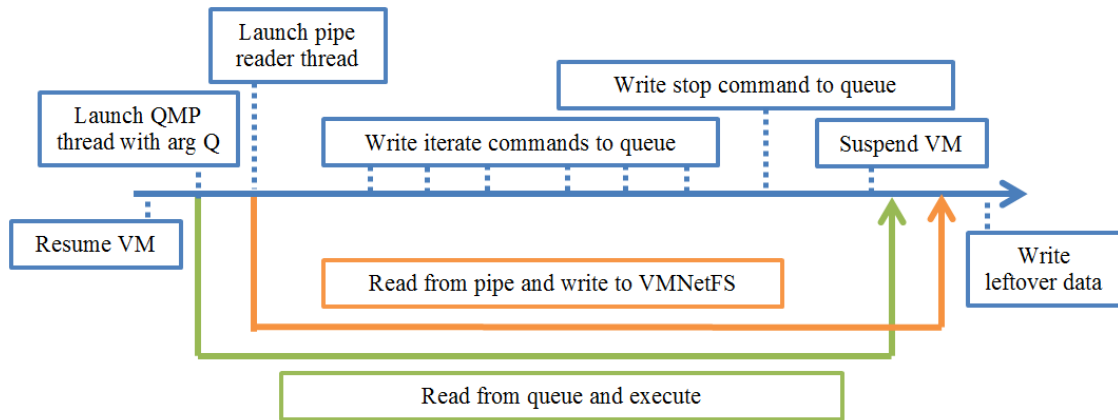 Launch pipe
reader thread
Write stop command to queue
Launch QMP
thread with arg Q
Write iterate commands to queue
Suspend VM
Resume VM
Write
leftover data
Read from pipe and write to VMNetFS
Read from queue and execute